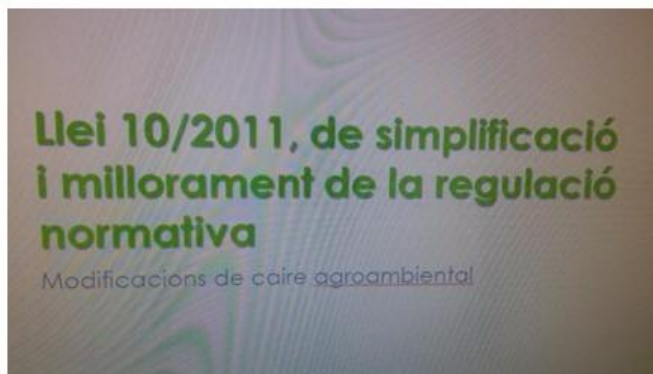 Llei 10/2011, de simplificació
i millorament de la regulació
normativa
Modificacions de caire agroambiental